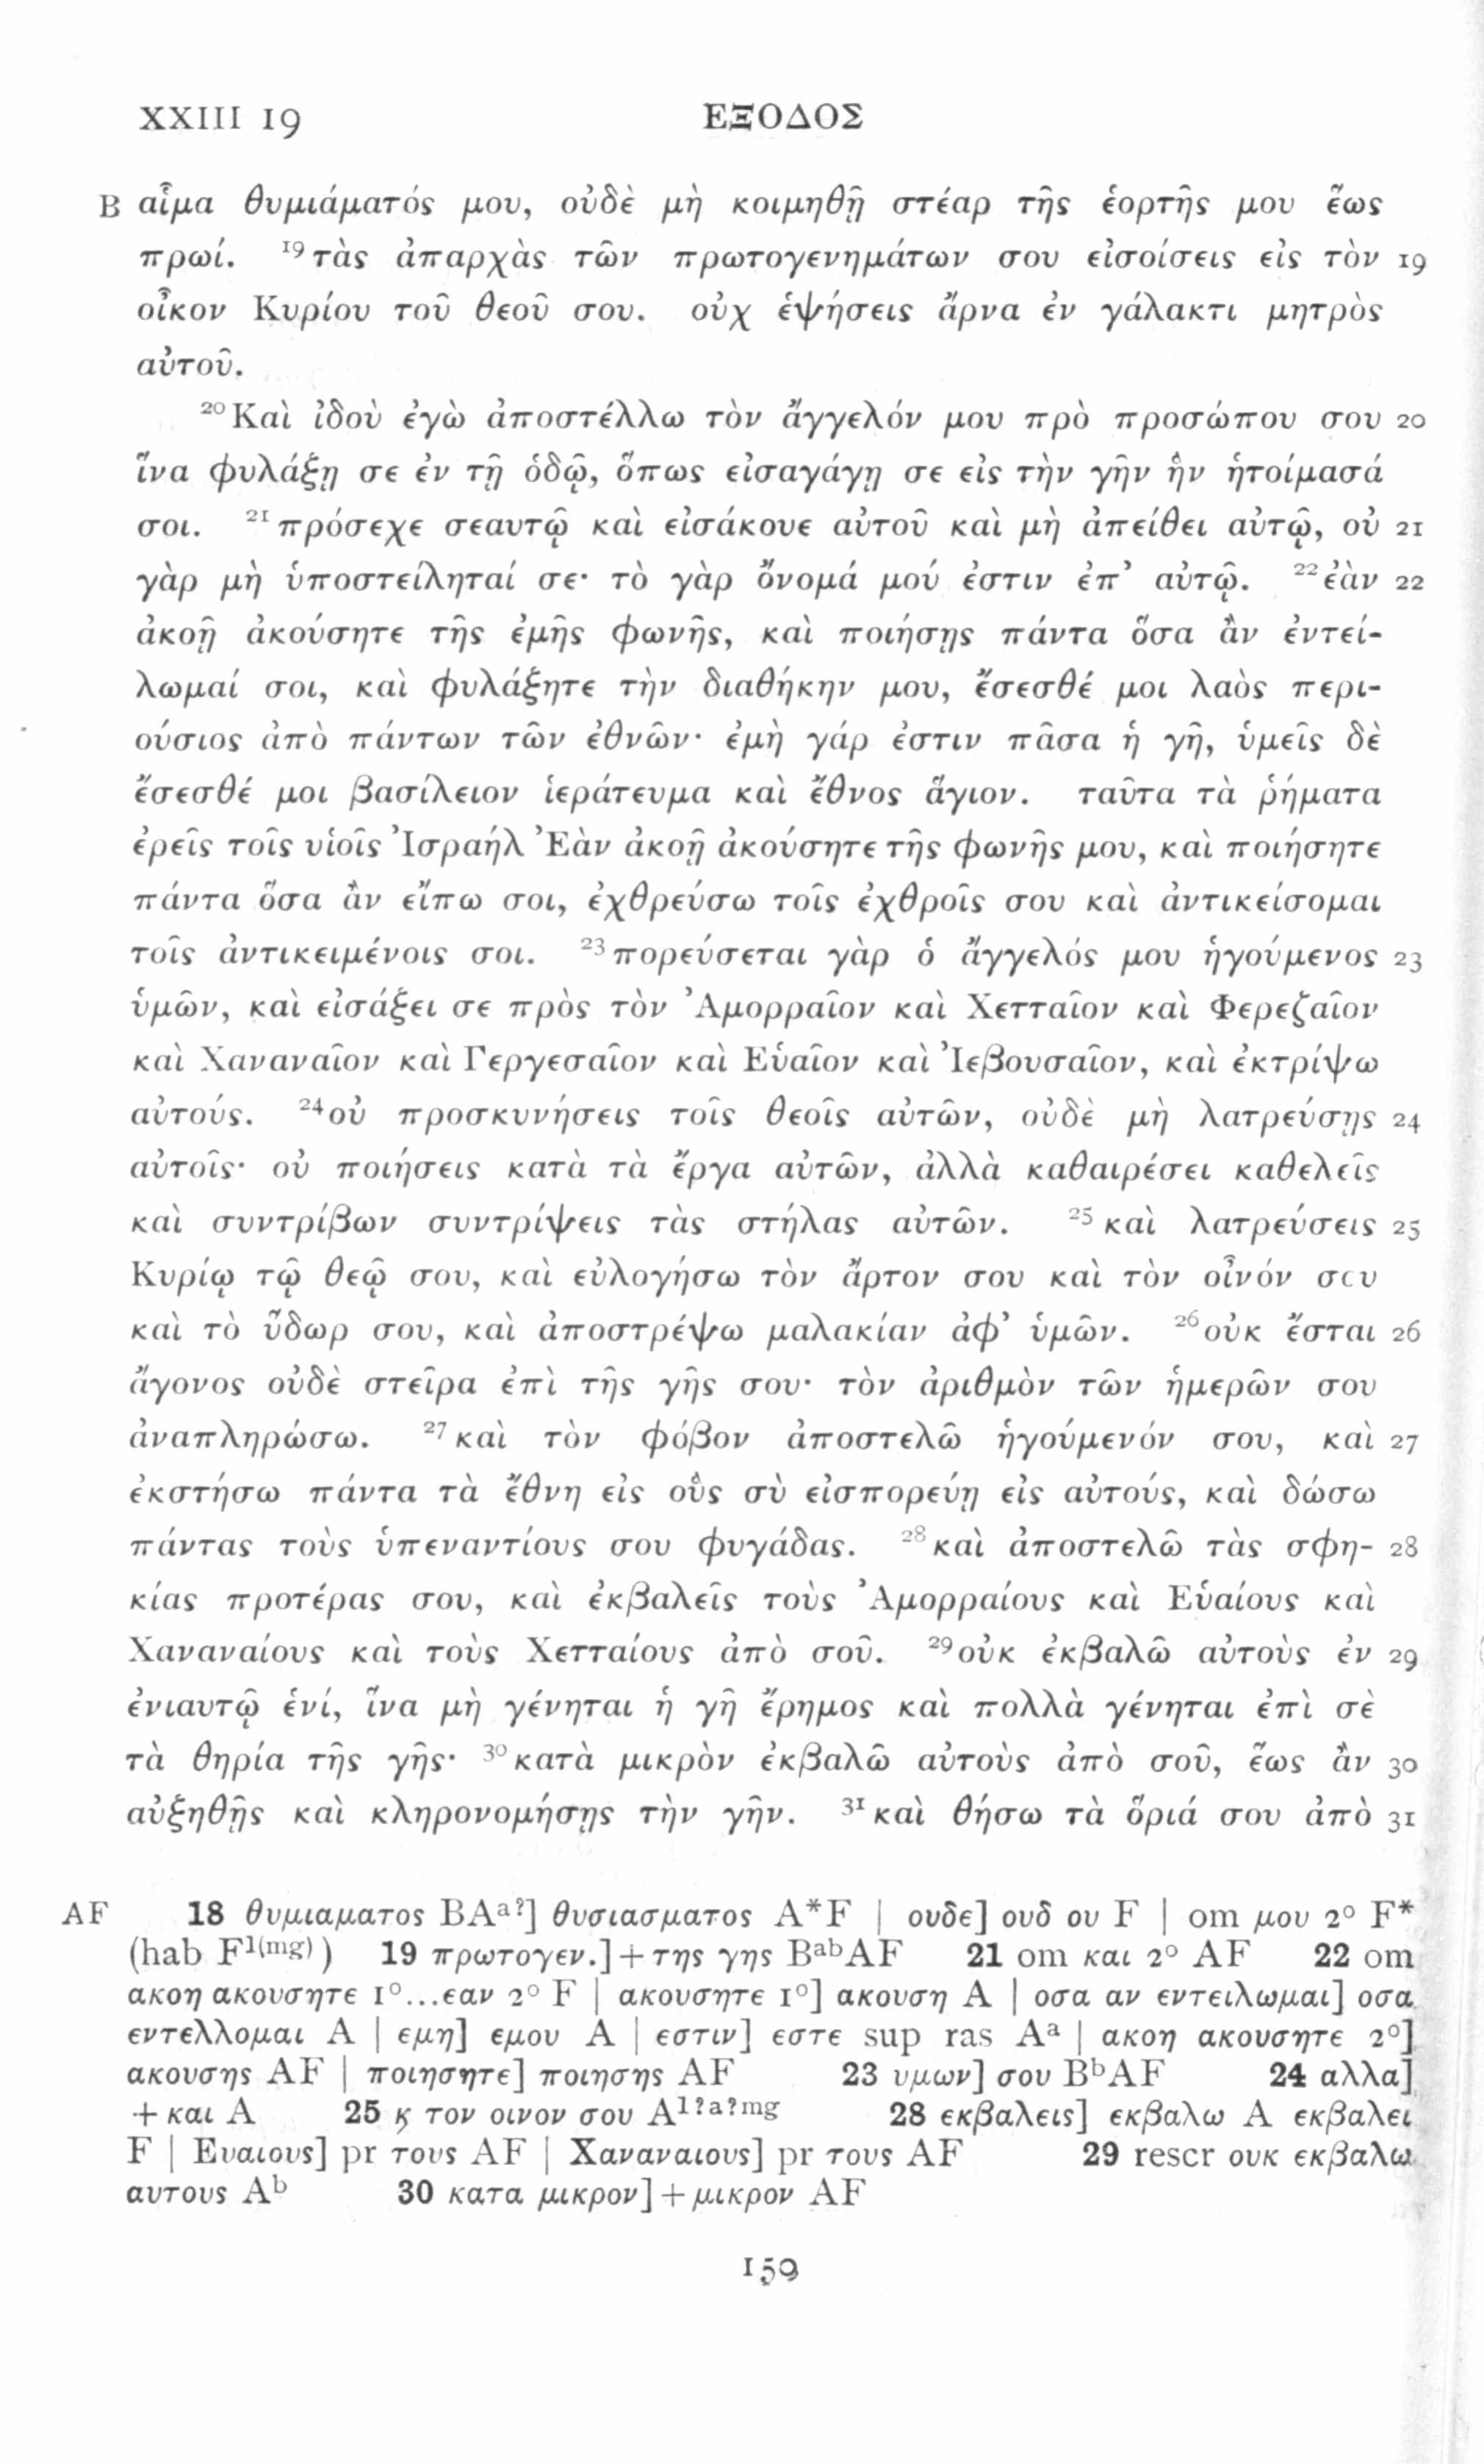 XXIII 19 ΕΞΟΔΟΣ
B αἷμα θυμιάματός μου, οὐδὲ μὴ κοιμηθῇ στέαρ τῆς ἑορτῆς μου ἕως
πρωί. ¹⁹τὰς ἀπαρχὰς τῶν πρωτογενημάτων σου εἰσοίσεις εἰς τὸν 19
οἶκον Κυρίου τοῦ θεοῦ σου. οὐχ ἑψήσεις ἄρνα ἐν γάλακτι μητρὸς
αὐτοῦ.
²⁰Καὶ ἰδοὺ ἐγὼ ἀποστέλλω τὸν ἄγγελόν μου πρὸ προσώπου σου 20
ἵνα φυλάξῃ σε ἐν τῇ ὁδῷ, ὅπως εἰσαγάγῃ σε εἰς τὴν γῆν ἣν ἡτοίμασά
σοι. ²¹πρόσεχε σεαυτῷ καὶ εἰσάκουε αὐτοῦ καὶ μὴ ἀπείθει αὐτῷ, οὐ 21
γὰρ μὴ ὑποστείληταί σε· τὸ γὰρ ὄνομά μού ἐστιν ἐπ’ αὐτῷ. ²²ἐὰν 22
ἀκοῇ ἀκούσητε τῆς ἐμῆς φωνῆς, καὶ ποιήσῃς πάντα ὅσα ἂν ἐντεί-
λωμαί σοι, καὶ φυλάξητε τὴν διαθήκην μου, ἔσεσθέ μοι λαὸς περι-
ούσιος ἀπὸ πάντων τῶν ἐθνῶν· ἐμὴ γάρ ἐστιν πᾶσα ἡ γῆ, ὑμεῖς δὲ
ἔσεσθέ μοι βασίλειον ἱεράτευμα καὶ ἔθνος ἅγιον. ταῦτα τὰ ῥήματα
ἐρεῖς τοῖς υἱοῖς Ἰσραήλ Ἐὰν ἀκοῇ ἀκούσητε τῆς φωνῆς μου, καὶ ποιήσητε
πάντα ὅσα ἂν εἴπω σοι, ἐχθρεύσω τοῖς ἐχθροῖς σου καὶ ἀντικείσομαι
τοῖς ἀντικειμένοις σοι. ²³πορεύσεται γὰρ ὁ ἄγγελός μου ἡγούμενος 23
ὑμῶν, καὶ εἰσάξει σε πρὸς τὸν Ἀμορραῖον καὶ Χετταῖον καὶ Φερεζαῖον
καὶ Χαναναῖον καὶ Γεργεσαῖον καὶ Εὑαῖον καὶ Ἰεβουσαῖον, καὶ ἐκτρίψω
αὐτούς. ²⁴οὐ προσκυνήσεις τοῖς θεοῖς αὐτῶν, οὐδὲ μὴ λατρεύσῃς 24
αὐτοῖς· οὐ ποιήσεις κατὰ τὰ ἔργα αὐτῶν, ἀλλὰ καθαιρέσει καθελεῖς
καὶ συντρίβων συντρίψεις τὰς στήλας αὐτῶν. ²⁵καὶ λατρεύσεις 25
Κυρίῳ τῷ θεῷ σου, καὶ εὐλογήσω τὸν ἄρτον σου καὶ τὸν οἶνόν σου
καὶ τὸ ὕδωρ σου, καὶ ἀποστρέψω μαλακίαν ἀφ’ ὑμῶν. ²⁶οὐκ ἔσται 26
ἄγονος οὐδὲ στεῖρα ἐπὶ τῆς γῆς σου· τὸν ἀριθμὸν τῶν ἡμερῶν σου
ἀναπληρώσω. ²⁷καὶ τὸν φόβον ἀποστελῶ ἡγούμενόν σου, καὶ 27
ἐκστήσω πάντα τὰ ἔθνη εἰς οὓς σὺ εἰσπορεύῃ εἰς αὐτούς, καὶ δώσω
πάντας τοὺς ὑπεναντίους σου φυγάδας. ²⁸καὶ ἀποστελῶ τὰς σφη- 28
κίας προτέρας σου, καὶ ἐκβαλεῖς τοὺς Ἀμορραίους καὶ Εὑαίους καὶ
Χαναναίους καὶ τοὺς Χετταίους ἀπὸ σοῦ. ²⁹οὐκ ἐκβαλῶ αὐτοὺς ἐν 29
ἐνιαυτῷ ἑνί, ἵνα μὴ γένηται ἡ γῆ ἔρημος καὶ πολλὰ γένηται ἐπὶ σὲ
τὰ θηρία τῆς γῆς· ³⁰κατὰ μικρὸν ἐκβαλῶ αὐτοὺς ἀπὸ σοῦ, ἕως ἂν 30
αὐξηθῇς καὶ κληρονομήσῃς τὴν γῆν. ³¹καὶ θήσω τὰ ὅριά σου ἀπὸ 31
AF 18 θυμιαματος BAᵃ?] θυσιασματος A*F | ουδε] ουδ ου F | om μου 2° F*
(hab F¹⁽ᵐᵍ⁾) 19 πρωτογεν.]+της γης BᵃᵇAF 21 om και 2° AF 22 om
ακοη ακουσητε 1°...εαν 2° F | ακουσητε 1°] ακουση A | οσα αν εντειλωμαι] οσα
εντελλομαι A | εμη] εμου A | εστιν] εστε sup ras Aᵃ | ακοη ακουσητε 2°]
ακουσης AF | ποιησητε] ποιησης AF 23 υμων] σου BᵇAF 24 αλλα]
+και A 25 ϗ τον οινον σου A¹?ᵃ?ᵐᵍ 28 εκβαλεις] εκβαλω A εκβαλει
F | Ευαιους] pr τους AF | Χαναναιους] pr τους AF 29 rescr ουκ εκβαλω
αυτους Aᵇ 30 κατα μικρον]+μικρον AF
159